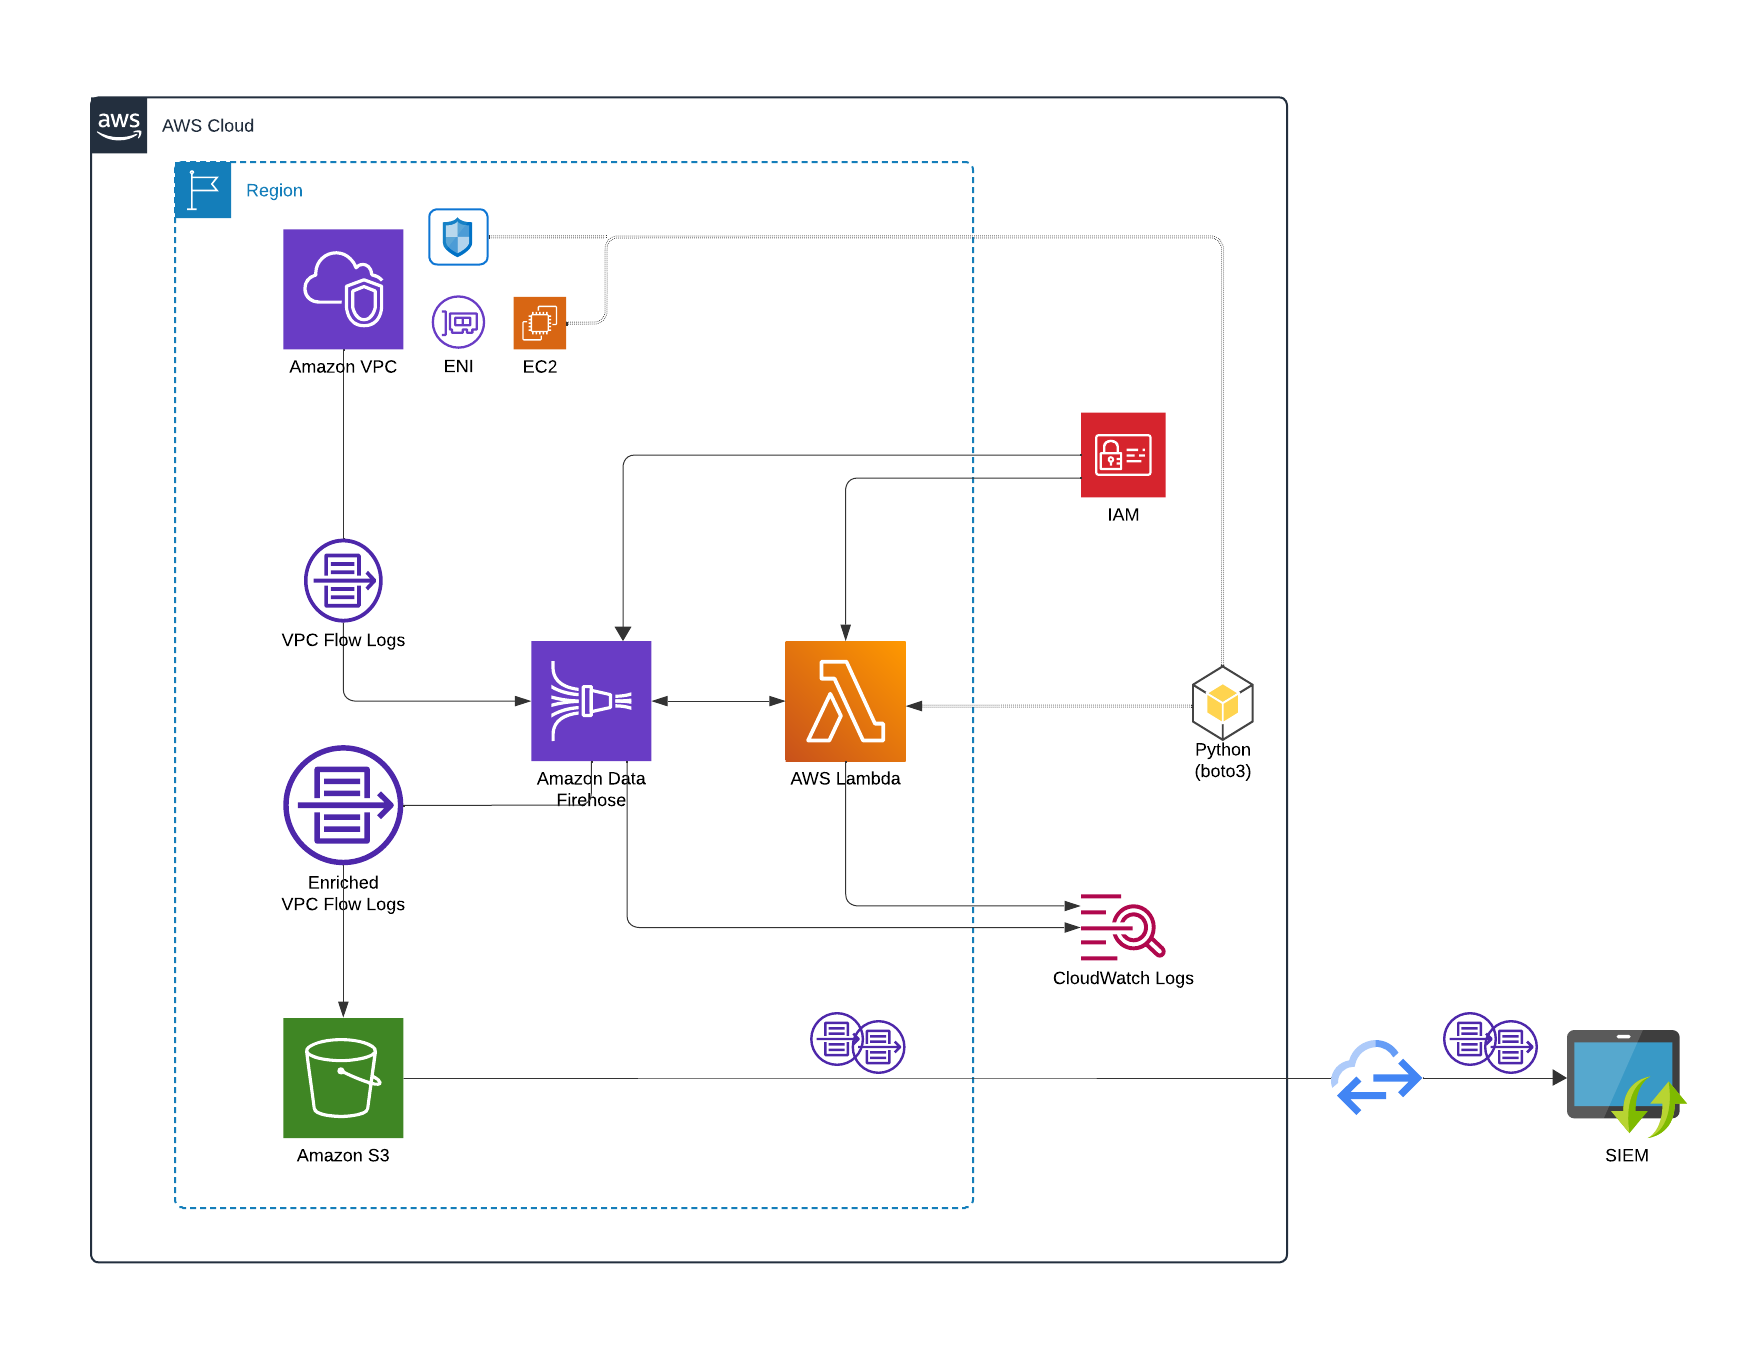 aws
AWS Cloud
Region
Amazon VPC
ENI
EC2
IAM
VPC Flow Logs
Amazon Data
Firehose
AWS Lambda
Python
(boto3)
Enriched
VPC Flow Logs
CloudWatch Logs
Amazon S3
SIEM